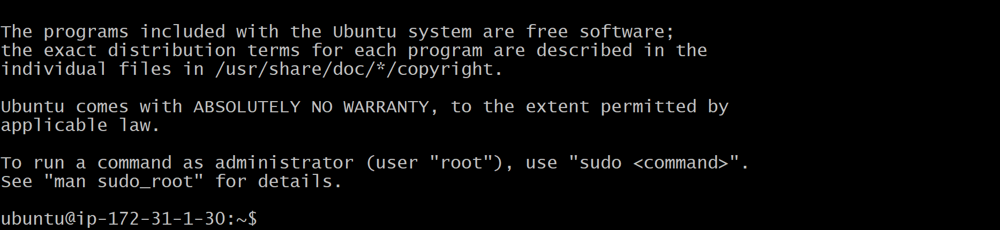 The programs included with the Ubuntu system are free software;
the exact distribution terms for each program are described in the
individual files in /usr/share/doc/*/copyright.
Ubuntu comes with ABSOLUTELY NO WARRANTY, to the extent permitted by
applicable law.
To run a command as administrator (user "root"), use "sudo <command>".
See "man sudo_root" for details.
ubuntu@ip-172-31-1-30:~$